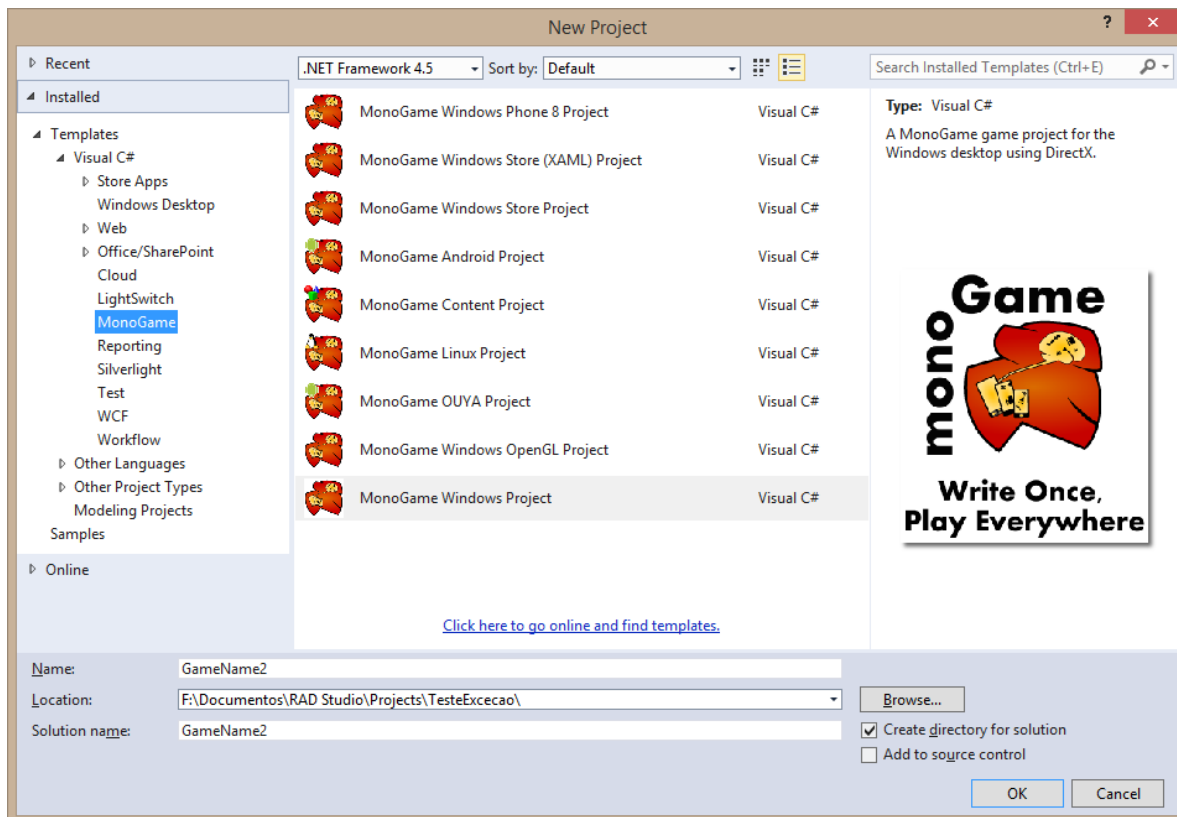 New Project
?
Recent
Installed
Templates
Visual C#
Store Apps
Windows Desktop
Web
Office/SharePoint
Cloud
LightSwitch
MonoGame
Reporting
Silverlight
Test
WCF
Workflow
Other Languages
Other Project Types
Modeling Projects
Samples
Online
.NET Framework 4.5
Sort by:
Default
MonoGame Windows Phone 8 Project Visual C#
MonoGame Windows Store (XAML) Project Visual C#
MonoGame Windows Store Project Visual C#
MonoGame Android Project Visual C#
MonoGame Content Project Visual C#
MonoGame Linux Project Visual C#
MonoGame OUYA Project Visual C#
MonoGame Windows OpenGL Project Visual C#
MonoGame Windows Project Visual C#
Click here to go online and find templates.
Search Installed Templates (Ctrl+E)
Type: Visual C#
A MonoGame game project for the
Windows desktop using DirectX.
mono
Game
Write Once,
Play Everywhere
Name: GameName2
Location: F:\Documentos\RAD Studio\Projects\TesteExcecao\
Browse...
Solution name: GameName2
Create directory for solution
Add to source control
OK
Cancel